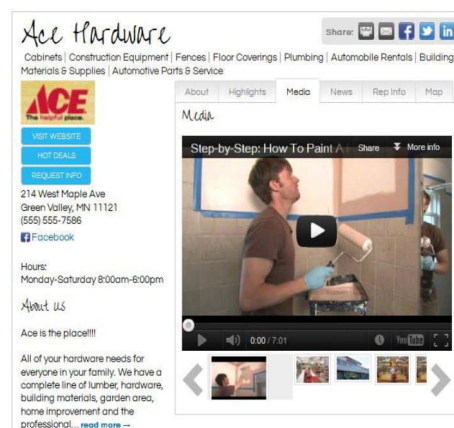 Ace Hardware
Share:
Cabinets | Construction Equipment | Fences | Floor Coverings | Plumbing | Automobile Rentals | Building
Materials & Supplies | Automotive Parts & Service
ACE
The helpful place.
VISIT WEBSITE
HOT DEALS
REQUEST INFO
214 West Maple Ave
Green Valley, MN 11121
(555) 555-7586
Facebook
Hours:
Monday-Saturday 8:00am-6:00pm
About us
Ace is the place!!!!
All of your hardware needs for
everyone in your family. We have a
complete line of lumber, hardware,
building materials, garden area,
home improvement and the
professional... read more →
About Highlights Media News Rep Info Map
Media
Step-by-Step: How To Paint A Share More info
0:00 / 7:01 YouTube